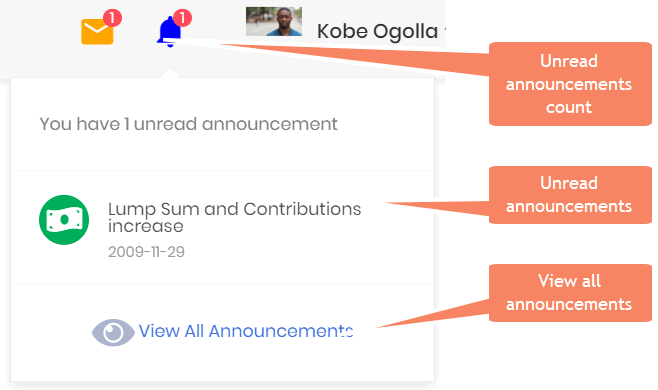 1
1
Kobe Ogolla
Unread
announcements
count
You have 1 unread announcement
Lump Sum and Contributions
increase
2009-11-29
Unread
announcements
View all
announcements
View All Announcements